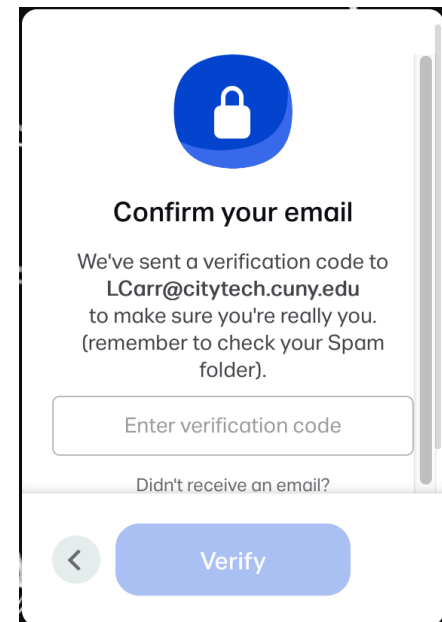 Confirm your email
We've sent a verification code to
LCarr@citytech.cuny.edu
to make sure you're really you.
(remember to check your Spam
folder).
Enter verification code
Didn't receive an email?
Verify